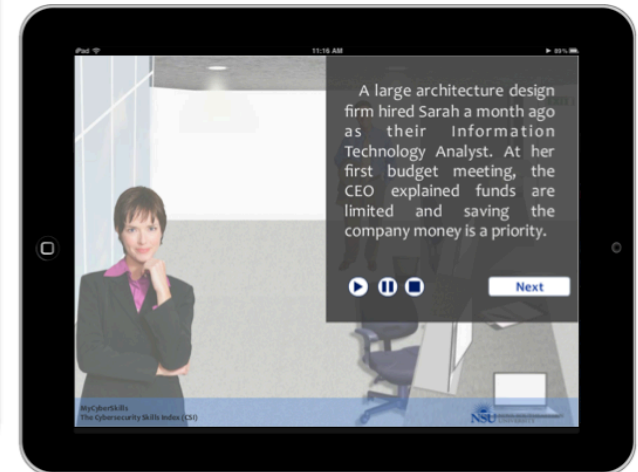 iPad
11:16 AM
89%
A large architecture design
firm hired Sarah a month ago
as their Information
Technology Analyst. At her
first budget meeting, the
CEO explained funds are
limited and saving the
company money is a priority.
Next
MyCyberSkills
The Cybersecurity Skills Index (CSI)
NSU
UNIVERSITY